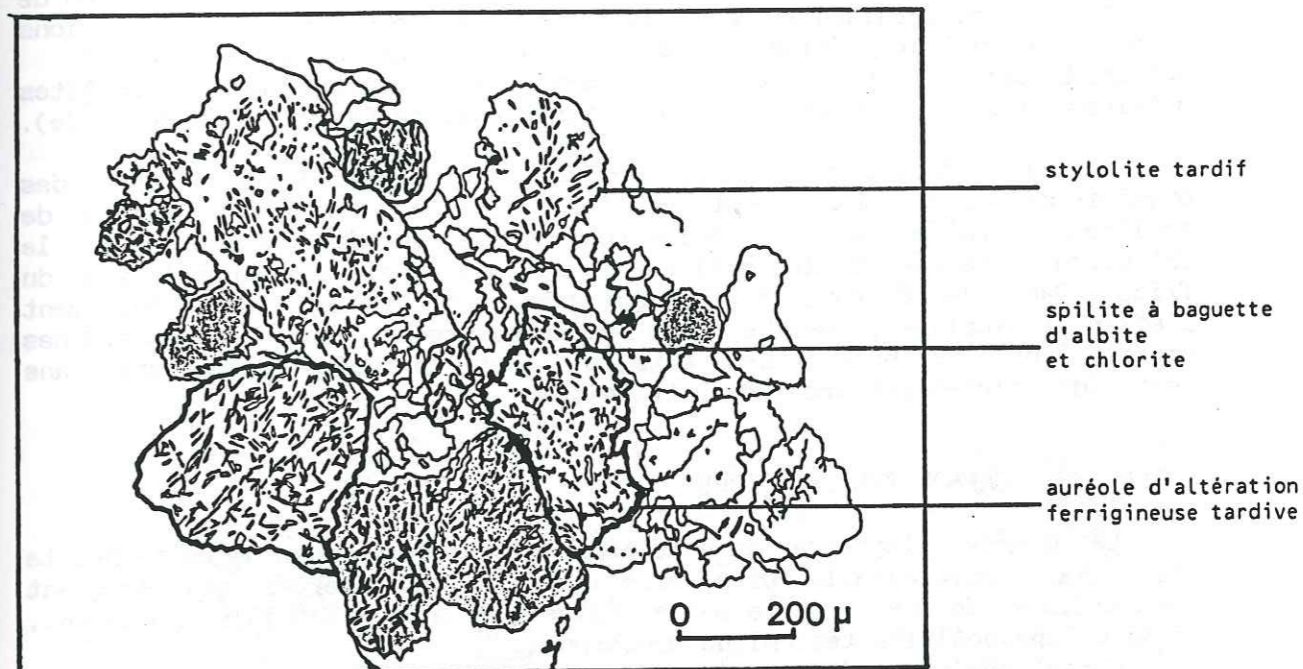 stylolite tardif
spilite à baguette
d'albite
et chlorite
auréole d'altération
ferrigineuse tardive
0 200 µ